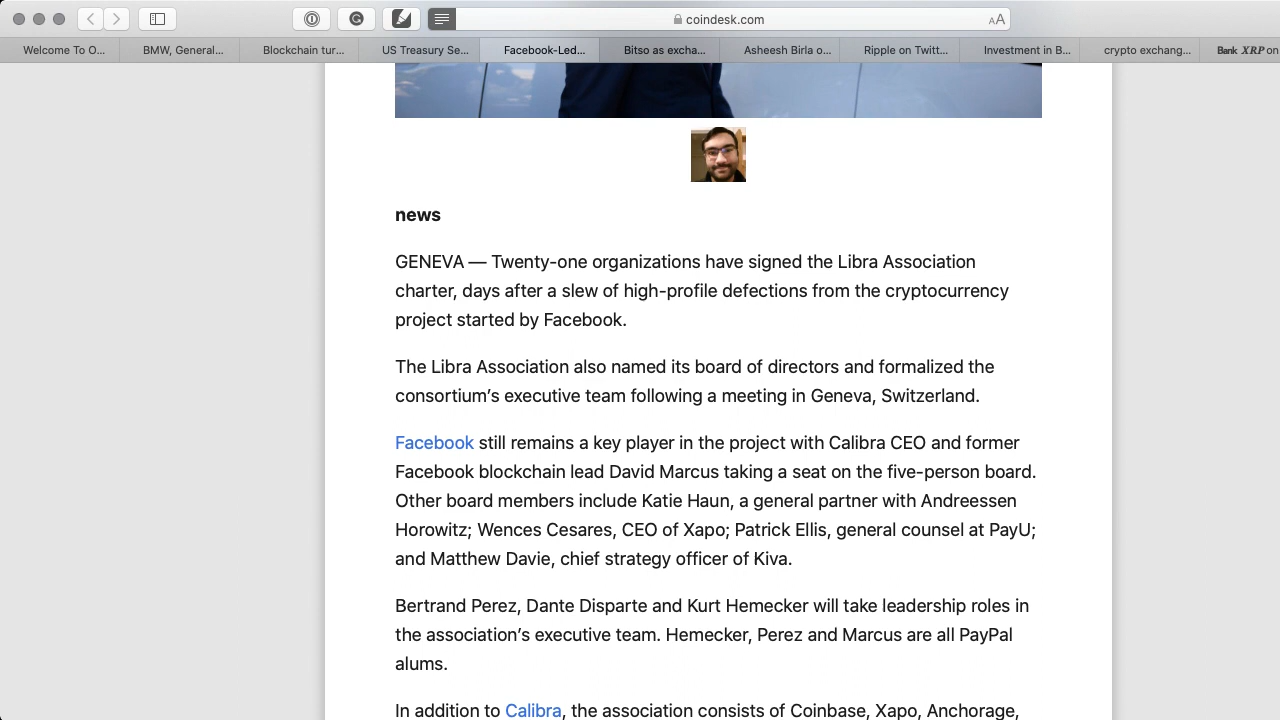 coindesk.com
AA
Welcome To O...
BMW, General...
Blockchain tur...
US Treasury Se...
Facebook-Led...
Bitso as excha...
Asheesh Birla o...
Ripple on Twitt...
Investment in B...
crypto exchang...
Bank XRP on
news
GENEVA — Twenty-one organizations have signed the Libra Association
charter, days after a slew of high-profile defections from the cryptocurrency
project started by Facebook.
The Libra Association also named its board of directors and formalized the
consortium’s executive team following a meeting in Geneva, Switzerland.
Facebook still remains a key player in the project with Calibra CEO and former
Facebook blockchain lead David Marcus taking a seat on the five-person board.
Other board members include Katie Haun, a general partner with Andreessen
Horowitz; Wences Cesares, CEO of Xapo; Patrick Ellis, general counsel at PayU;
and Matthew Davie, chief strategy officer of Kiva.
Bertrand Perez, Dante Disparte and Kurt Hemecker will take leadership roles in
the association’s executive team. Hemecker, Perez and Marcus are all PayPal
alums.
In addition to Calibra, the association consists of Coinbase, Xapo, Anchorage,